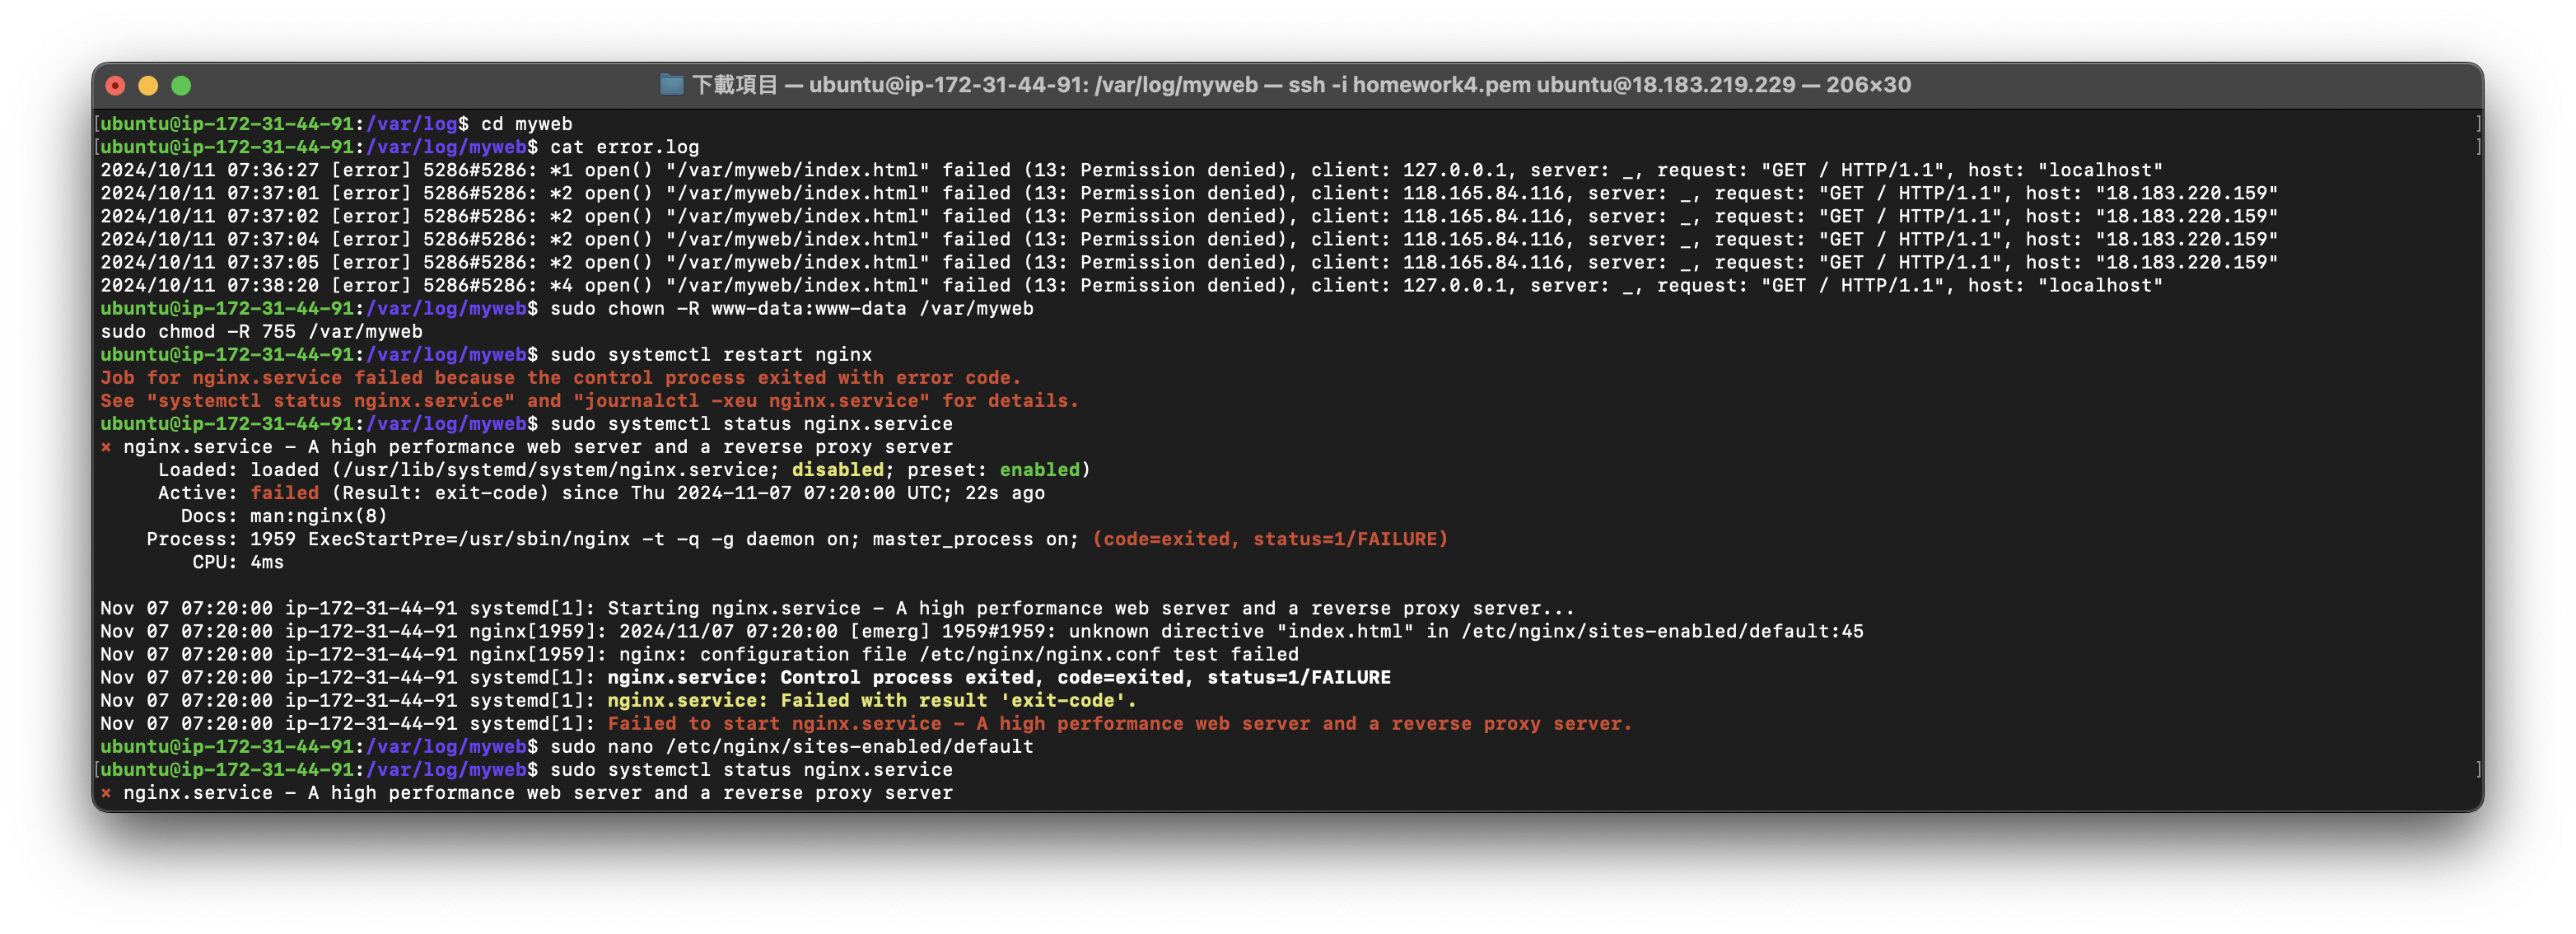 下載項目 — ubuntu@ip-172-31-44-91: /var/log/myweb — ssh -i homework4.pem ubuntu@18.183.219.229 — 206×30
[ubuntu@ip-172-31-44-91:/var/log$ cd myweb ]
[ubuntu@ip-172-31-44-91:/var/log/myweb$ cat error.log ]
2024/10/11 07:36:27 [error] 5286#5286: *1 open() "/var/myweb/index.html" failed (13: Permission denied), client: 127.0.0.1, server: _, request: "GET / HTTP/1.1", host: "localhost"
2024/10/11 07:37:01 [error] 5286#5286: *2 open() "/var/myweb/index.html" failed (13: Permission denied), client: 118.165.84.116, server: _, request: "GET / HTTP/1.1", host: "18.183.220.159"
2024/10/11 07:37:02 [error] 5286#5286: *2 open() "/var/myweb/index.html" failed (13: Permission denied), client: 118.165.84.116, server: _, request: "GET / HTTP/1.1", host: "18.183.220.159"
2024/10/11 07:37:04 [error] 5286#5286: *2 open() "/var/myweb/index.html" failed (13: Permission denied), client: 118.165.84.116, server: _, request: "GET / HTTP/1.1", host: "18.183.220.159"
2024/10/11 07:37:05 [error] 5286#5286: *2 open() "/var/myweb/index.html" failed (13: Permission denied), client: 118.165.84.116, server: _, request: "GET / HTTP/1.1", host: "18.183.220.159"
2024/10/11 07:38:20 [error] 5286#5286: *4 open() "/var/myweb/index.html" failed (13: Permission denied), client: 127.0.0.1, server: _, request: "GET / HTTP/1.1", host: "localhost"
ubuntu@ip-172-31-44-91:/var/log/myweb$ sudo chown -R www-data:www-data /var/myweb
sudo chmod -R 755 /var/myweb
ubuntu@ip-172-31-44-91:/var/log/myweb$ sudo systemctl restart nginx
Job for nginx.service failed because the control process exited with error code.
See "systemctl status nginx.service" and "journalctl -xeu nginx.service" for details.
ubuntu@ip-172-31-44-91:/var/log/myweb$ sudo systemctl status nginx.service
× nginx.service - A high performance web server and a reverse proxy server
Loaded: loaded (/usr/lib/systemd/system/nginx.service; disabled; preset: enabled)
Active: failed (Result: exit-code) since Thu 2024-11-07 07:20:00 UTC; 22s ago
Docs: man:nginx(8)
Process: 1959 ExecStartPre=/usr/sbin/nginx -t -q -g daemon on; master_process on; (code=exited, status=1/FAILURE)
CPU: 4ms
Nov 07 07:20:00 ip-172-31-44-91 systemd[1]: Starting nginx.service - A high performance web server and a reverse proxy server...
Nov 07 07:20:00 ip-172-31-44-91 nginx[1959]: 2024/11/07 07:20:00 [emerg] 1959#1959: unknown directive "index.html" in /etc/nginx/sites-enabled/default:45
Nov 07 07:20:00 ip-172-31-44-91 nginx[1959]: nginx: configuration file /etc/nginx/nginx.conf test failed
Nov 07 07:20:00 ip-172-31-44-91 systemd[1]: nginx.service: Control process exited, code=exited, status=1/FAILURE
Nov 07 07:20:00 ip-172-31-44-91 systemd[1]: nginx.service: Failed with result 'exit-code'.
Nov 07 07:20:00 ip-172-31-44-91 systemd[1]: Failed to start nginx.service - A high performance web server and a reverse proxy server.
ubuntu@ip-172-31-44-91:/var/log/myweb$ sudo nano /etc/nginx/sites-enabled/default
[ubuntu@ip-172-31-44-91:/var/log/myweb$ sudo systemctl status nginx.service ]
× nginx.service - A high performance web server and a reverse proxy server